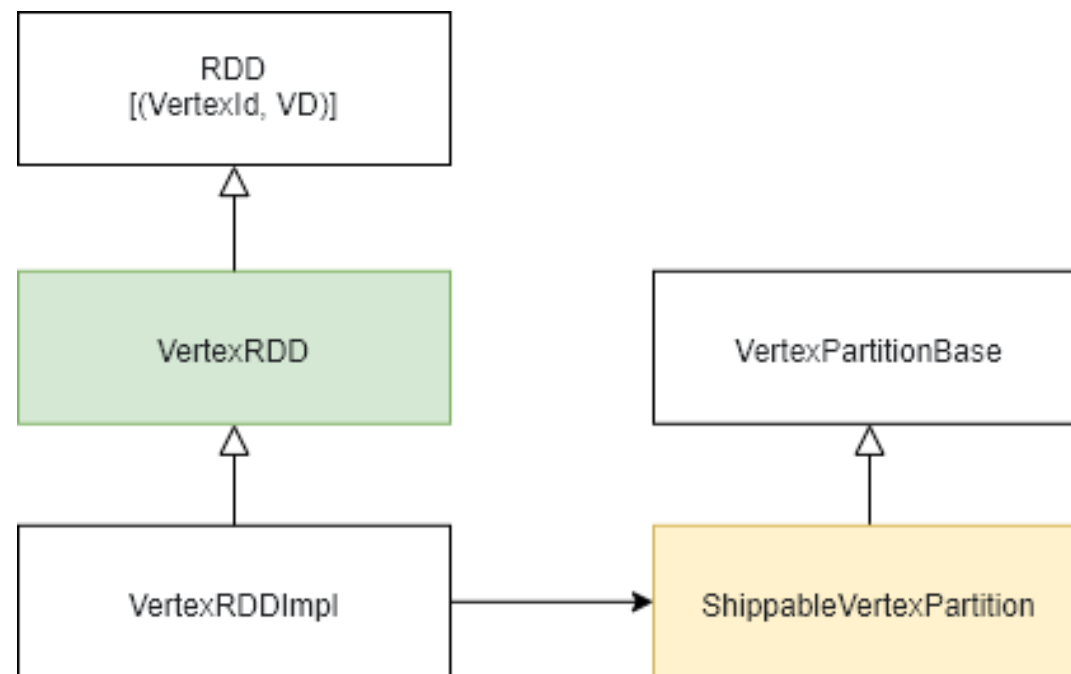 RDD
[(VertexId, VD)]
VertexRDD
VertexPartitionBase
VertexRDDImpl
ShippableVertexPartition